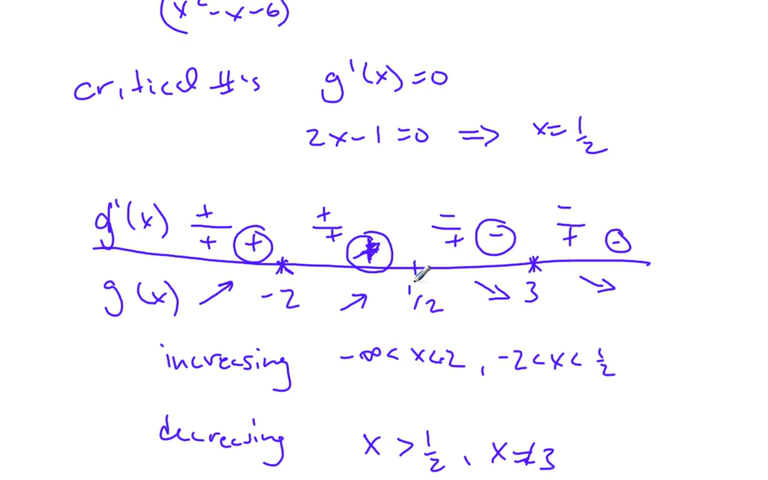 (x²-x-6)
critical #'s g'(x)=0
2x-1=0 => x=1/2
g'(x) +/+ (+) +/+ (+) -/+ (-) -/+ (-)
g(x) ↗ -2 ↗ 1/2 ↘ 3 ↘
increasing -∞< x<2, -2<x<1/2
decreasing x>1/2, x≠3